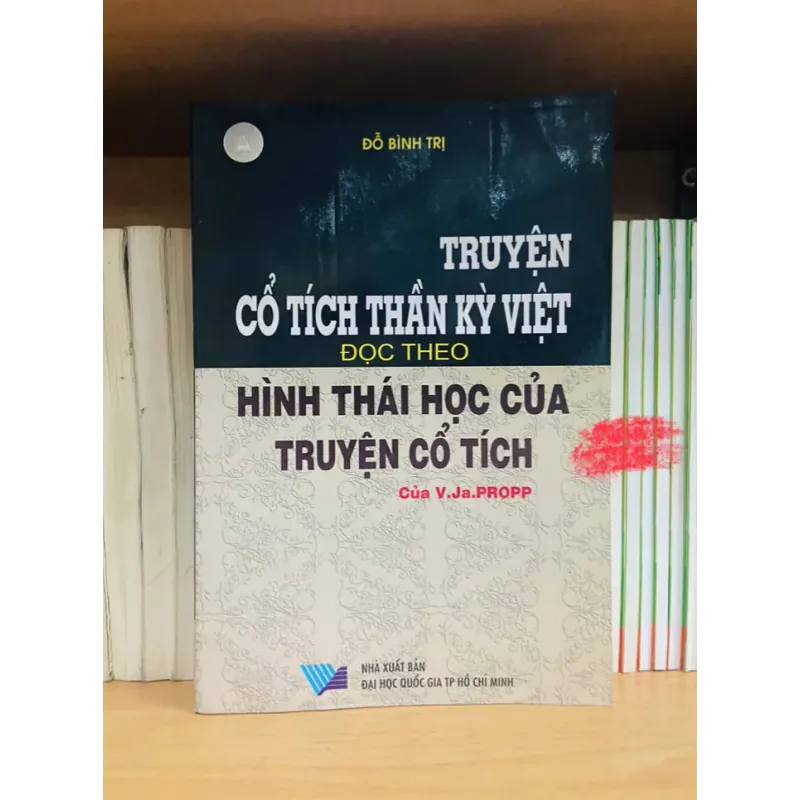 ĐỖ BÌNH TRỊ
TRUYỆN
CỔ TÍCH THẦN KỲ VIỆT
ĐỌC THEO
HÌNH THÁI HỌC CỦA
TRUYỆN CỔ TÍCH
Của V.Ja.PROPP
NHÀ XUẤT BẢN
ĐẠI HỌC QUỐC GIA TP HỒ CHÍ MINH